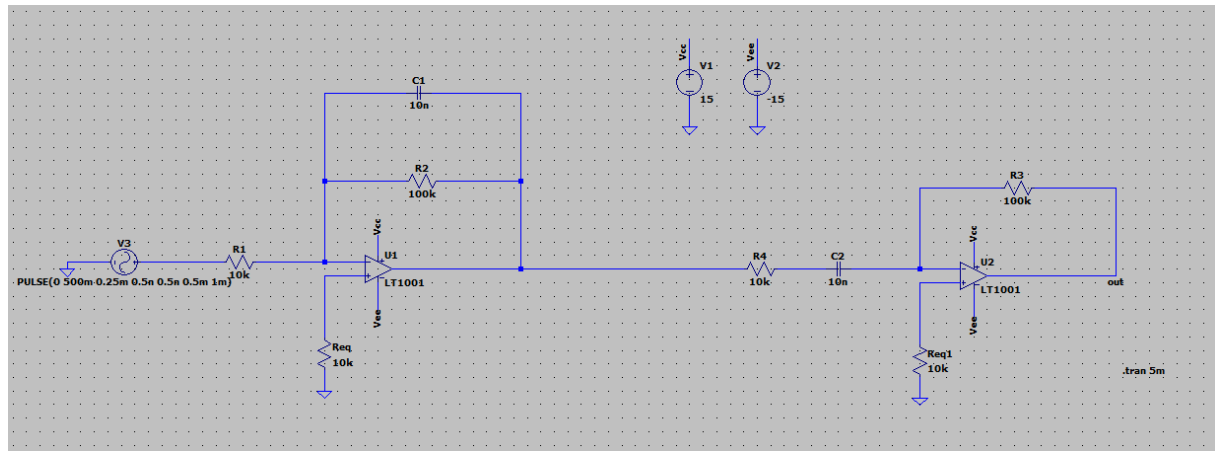 C1
10n
R2
100k
Vcc
V3
R1
10k
U1
LT1001
PULSE(0 500m 0.25m 0.5n 0.5n 0.5m 1m)
Vee
Req
10k
Vcc
V1
15
Vee
V2
-15
R4
10k
C2
10n
R3
100k
Vcc
U2
LT1001
out
Vee
Req1
10k
.tran 5m